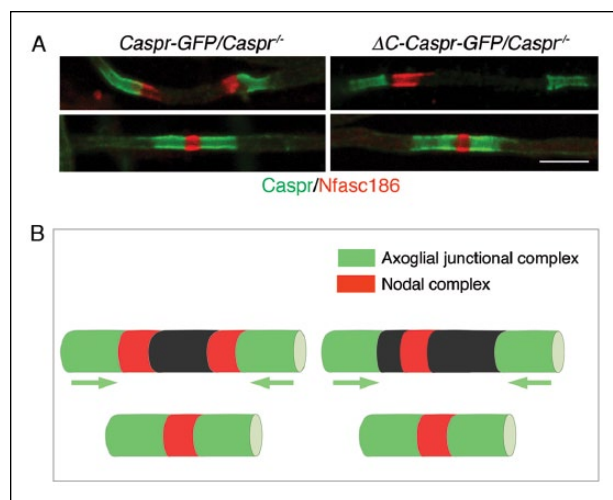 A
Caspr-GFP/Caspr⁻/⁻
ΔC-Caspr-GFP/Caspr⁻/⁻
Caspr/Nfasc186
B
Axoglial junctional complex
Nodal complex